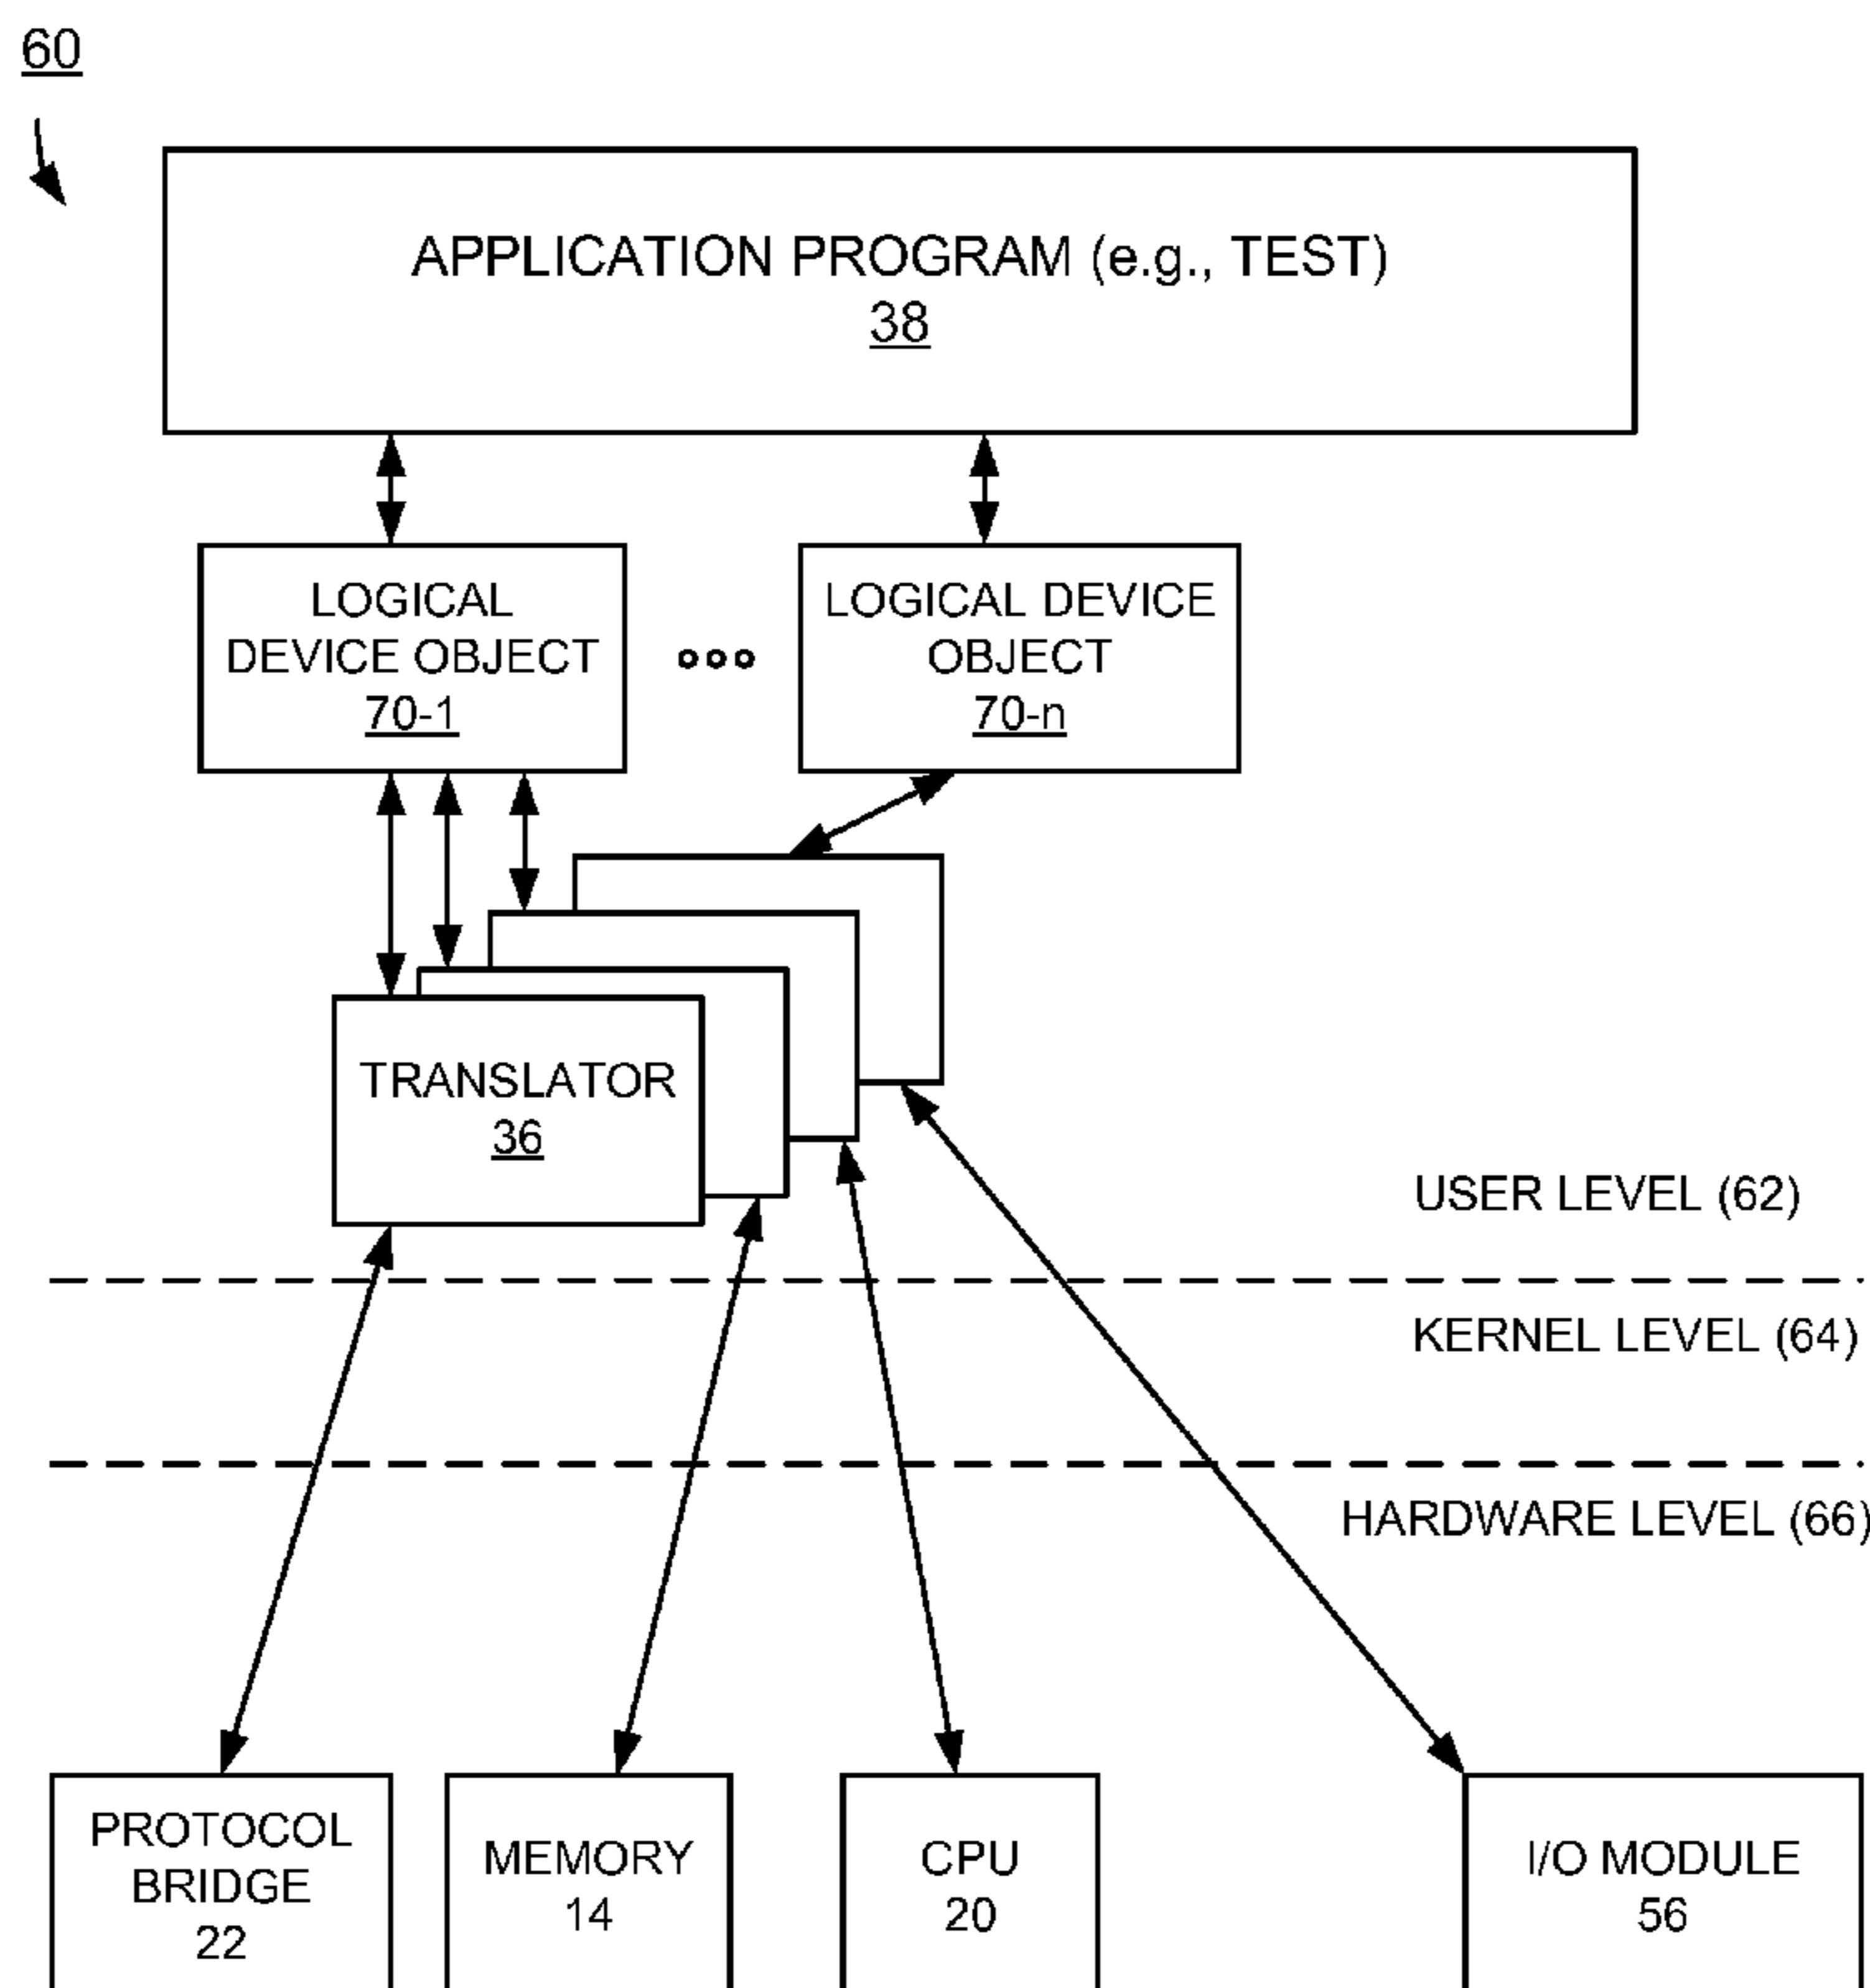 60
APPLICATION PROGRAM (e.g., TEST)
38
LOGICAL
DEVICE OBJECT
70-1
LOGICAL DEVICE
OBJECT
70-n
TRANSLATOR
36
USER LEVEL (62)
KERNEL LEVEL (64)
HARDWARE LEVEL (66)
PROTOCOL
BRIDGE
22
MEMORY
14
CPU
20
I/O MODULE
56